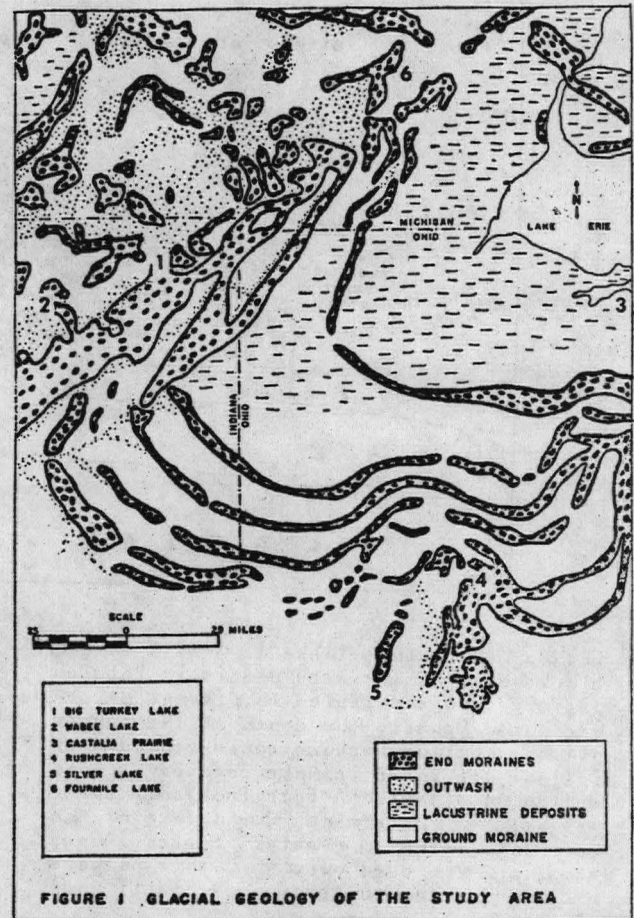 6
N
MICHIGAN
OHIO
LAKE ERIE
1
2
3
INDIANA
OHIO
4
5
SCALE
25 0 25 MILES
1 BIG TURKEY LAKE
2 WABEE LAKE
3 CASTALIA PRAIRIE
4 RUSHCREEK LAKE
5 SILVER LAKE
6 FOURMILE LAKE
END MORAINES
OUTWASH
LACUSTRINE DEPOSITS
GROUND MORAINE
FIGURE 1 GLACIAL GEOLOGY OF THE STUDY AREA